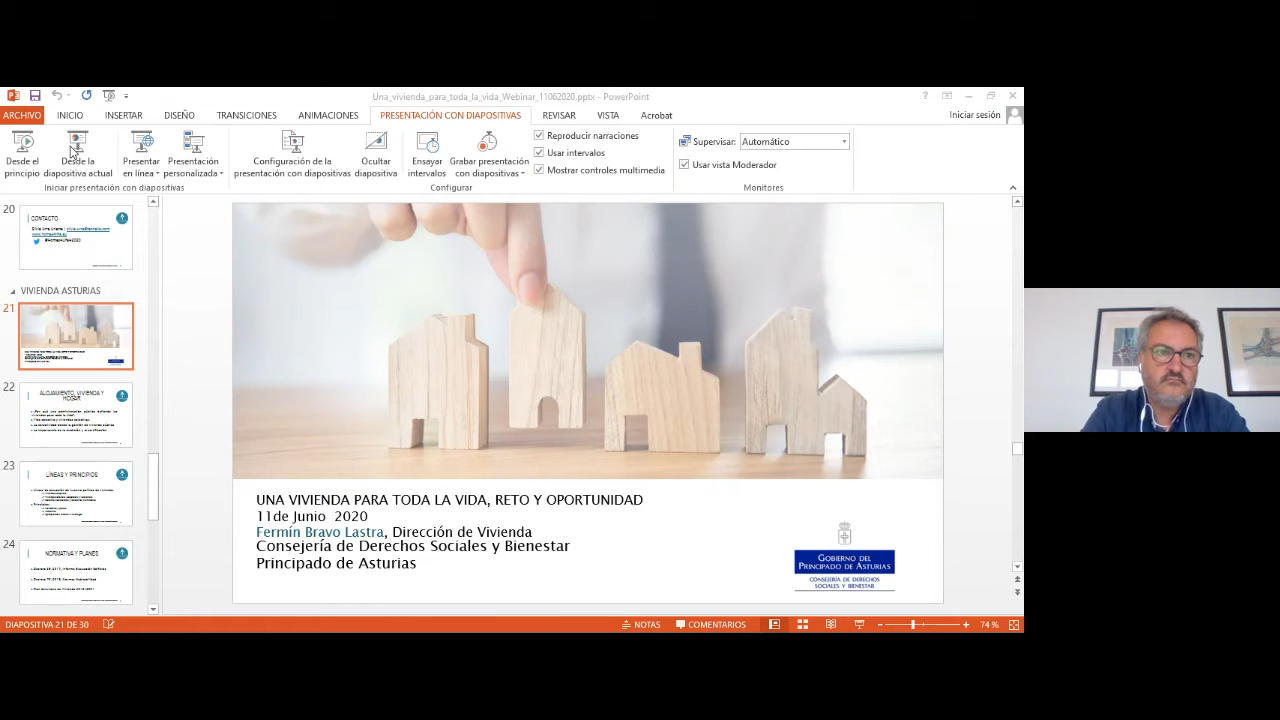 Una_vivienda_para_toda_la_vida_Webinar_11062020.pptx - PowerPoint
ARCHIVO INICIO INSERTAR DISEÑO TRANSICIONES ANIMACIONES PRESENTACIÓN CON DIAPOSITIVAS REVISAR VISTA Acrobat
Iniciar sesión
Desde el principio
Desde la diapositiva actual
Presentar en línea
Presentación personalizada
Configuración de la presentación con diapositivas
Ocultar diapositiva
Ensayar intervalos
Grabar presentación con diapositivas
Reproducir narraciones
Usar intervalos
Mostrar controles multimedia
Supervisar: Automático
Usar vista Moderador
Iniciar presentación con diapositivas
Configurar
Monitores
20
CONTACTO
VIVIENDA ASTURIAS
21
22
ALOJAMIENTO, VIVIENDA Y
HOGAR
23
LÍNEAS Y PRINCIPIOS
24
NORMATIVA Y PLANES
UNA VIVIENDA PARA TODA LA VIDA. RETO Y OPORTUNIDAD
11de Junio 2020
Fermín Bravo Lastra, Dirección de Vivienda
Consejería de Derechos Sociales y Bienestar
Principado de Asturias
GOBIERNO DEL
PRINCIPADO DE ASTURIAS
CONSEJERÍA DE DERECHOS
SOCIALES Y BIENESTAR
DIAPOSITIVA 21 DE 30
NOTAS
COMENTARIOS
74 %